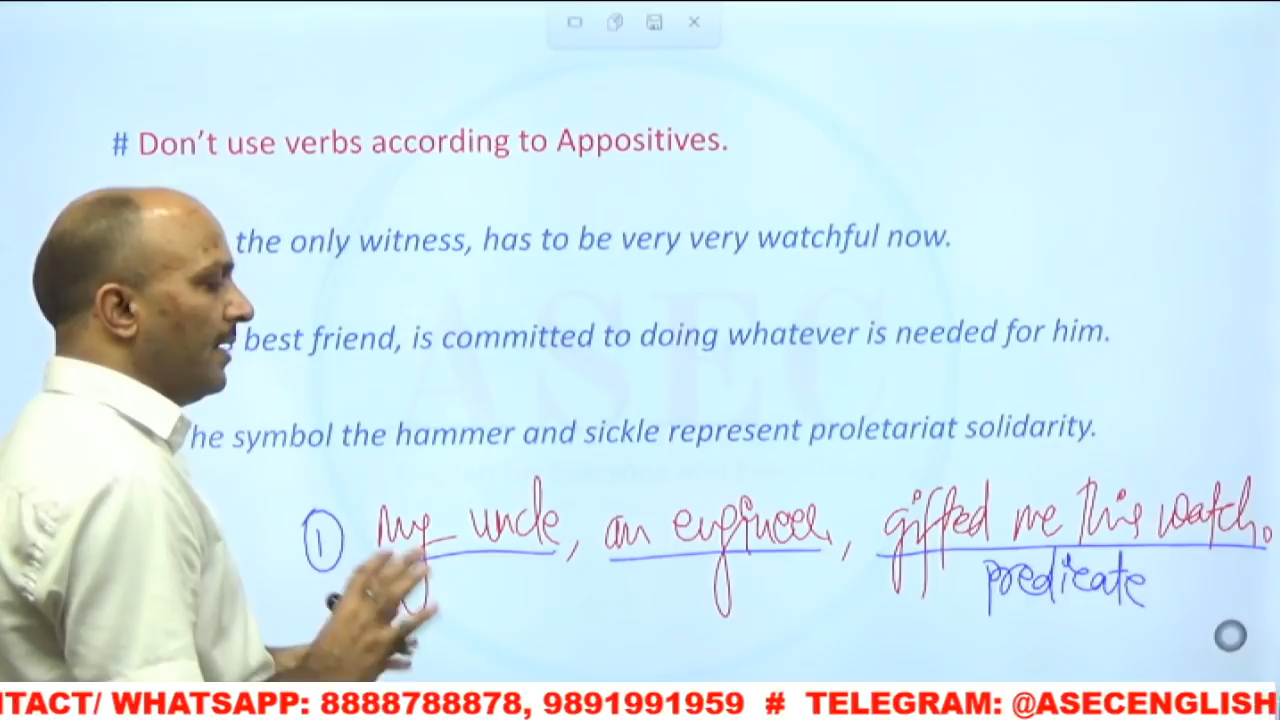 # Don't use verbs according to Appositives.
the only witness, has to be very very watchful now.
best friend, is committed to doing whatever is needed for him.
he symbol the hammer and sickle represent proletariat solidarity.
ASEC
① my uncle, an engineer, gifted me this watch.
predicate
NTACT/ WHATSAPP: 8888788878, 9891991959 # TELEGRAM: @ASECENGLISH